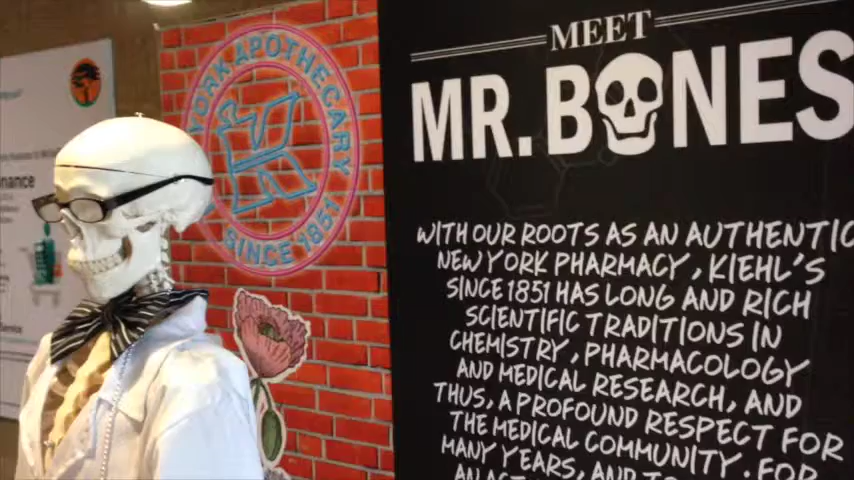 MEET
MR. BONES
WITH OUR ROOTS AS AN AUTHENTIC
NEW YORK PHARMACY, KIEHL'S
SINCE 1851 HAS LONG AND RICH
SCIENTIFIC TRADITIONS IN
CHEMISTRY, PHARMACOLOGY
AND MEDICAL RESEARCH, AND
THUS, A PROFOUND RESPECT FOR
THE MEDICAL COMMUNITY. FOR
MANY YEARS, AND
YORK APOTHECARY
SINCE 1851